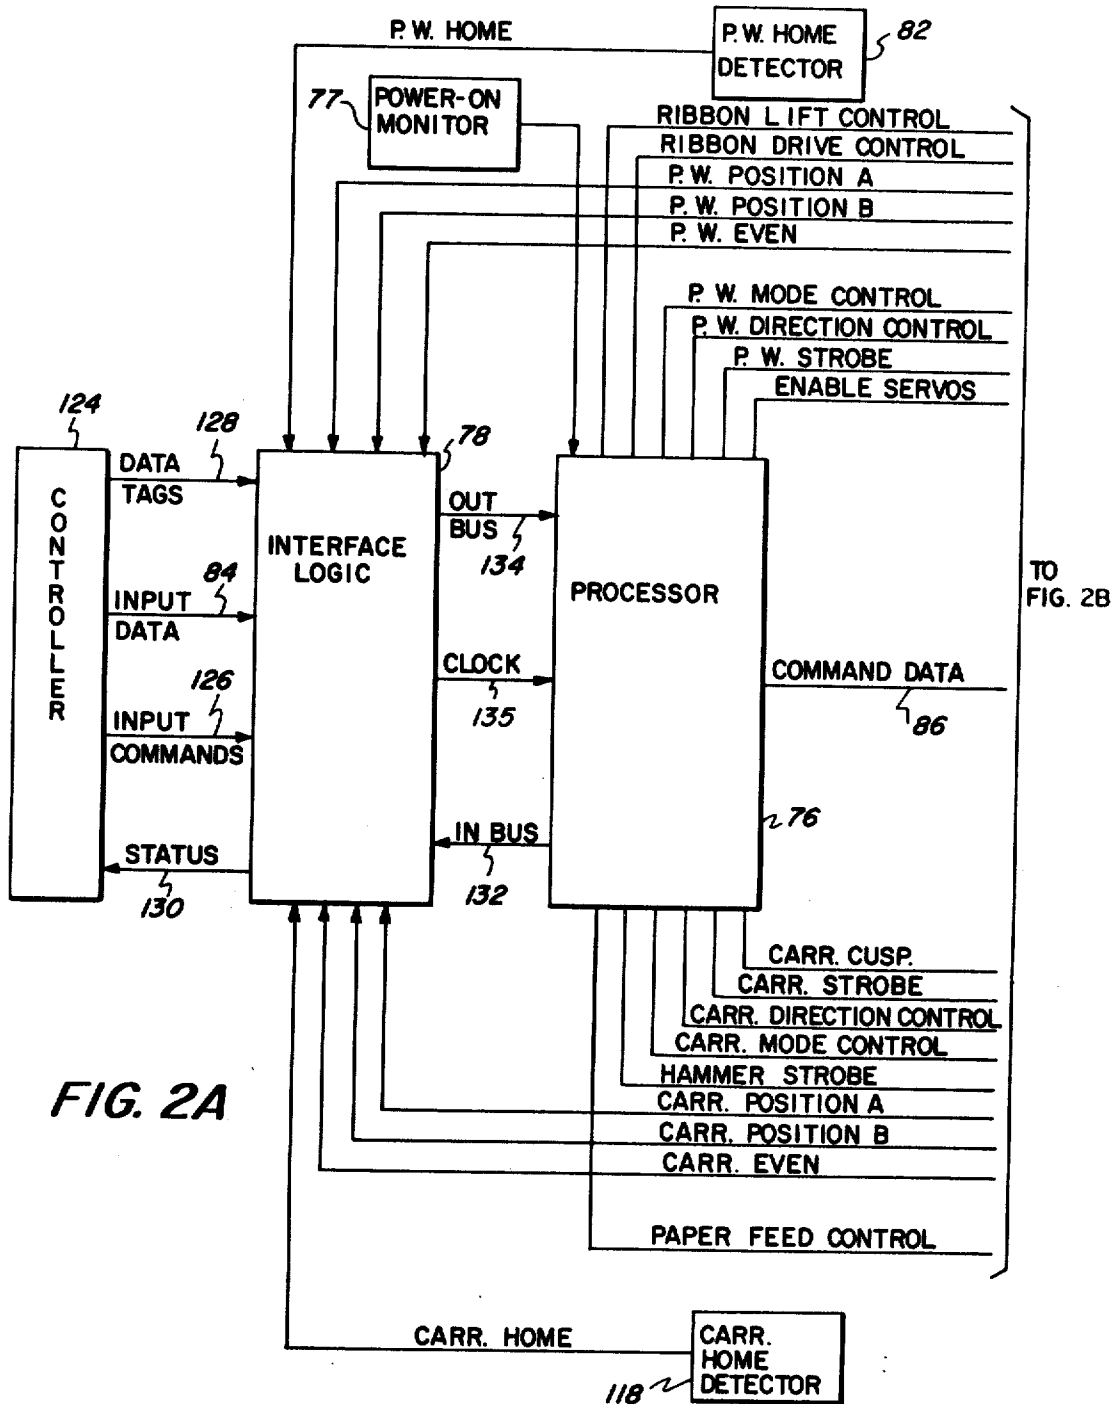 P.W. HOME
P.W. HOME
DETECTOR
82
77
POWER-ON
MONITOR
RIBBON LIFT CONTROL
RIBBON DRIVE CONTROL
P.W. POSITION A
P.W. POSITION B
P.W. EVEN
P.W. MODE CONTROL
P.W. DIRECTION CONTROL
P.W. STROBE
ENABLE SERVOS
124
CONTROLLER
128
DATA
TAGS
84
INPUT
DATA
126
INPUT
COMMANDS
STATUS
130
78
INTERFACE
LOGIC
OUT
BUS
134
CLOCK
135
IN BUS
132
PROCESSOR
76
COMMAND DATA
86
TO
FIG. 2B
CARR. CUSP.
CARR. STROBE
CARR. DIRECTION CONTROL
CARR. MODE CONTROL
HAMMER STROBE
CARR. POSITION A
CARR. POSITION B
CARR. EVEN
PAPER FEED CONTROL
FIG. 2A
CARR. HOME
CARR.
HOME
DETECTOR
118